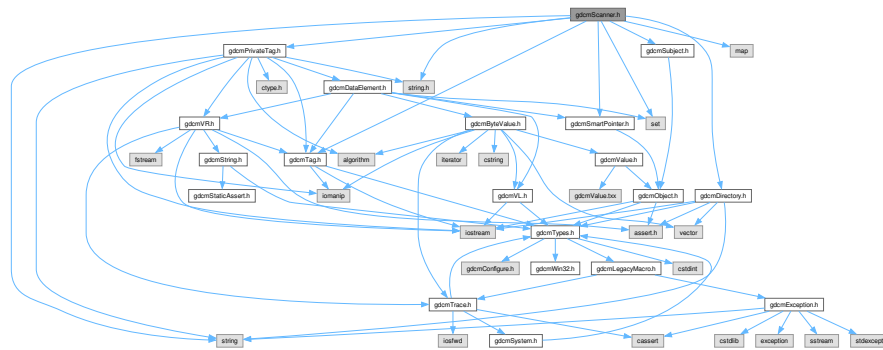 gdcmScanner.h
gdcmPrivateTag.h
gdcmSubject.h
map
ctype.h
gdcmDataElement.h
string.h
gdcmVR.h
gdcmByteValue.h
gdcmSmartPointer.h
set
fstream
gdcmString.h
gdcmTag.h
algorithm
iterator
cstring
gdcmValue.h
gdcmStaticAssert.h
iomanip
gdcmVL.h
gdcmValue.txx
gdcmObject.h
gdcmDirectory.h
iostream
gdcmTypes.h
assert.h
vector
gdcmConfigure.h
gdcmWin32.h
gdcmLegacyMacro.h
cstdint
gdcmTrace.h
gdcmException.h
string
iosfwd
gdcmSystem.h
cassert
cstdlib
exception
sstream